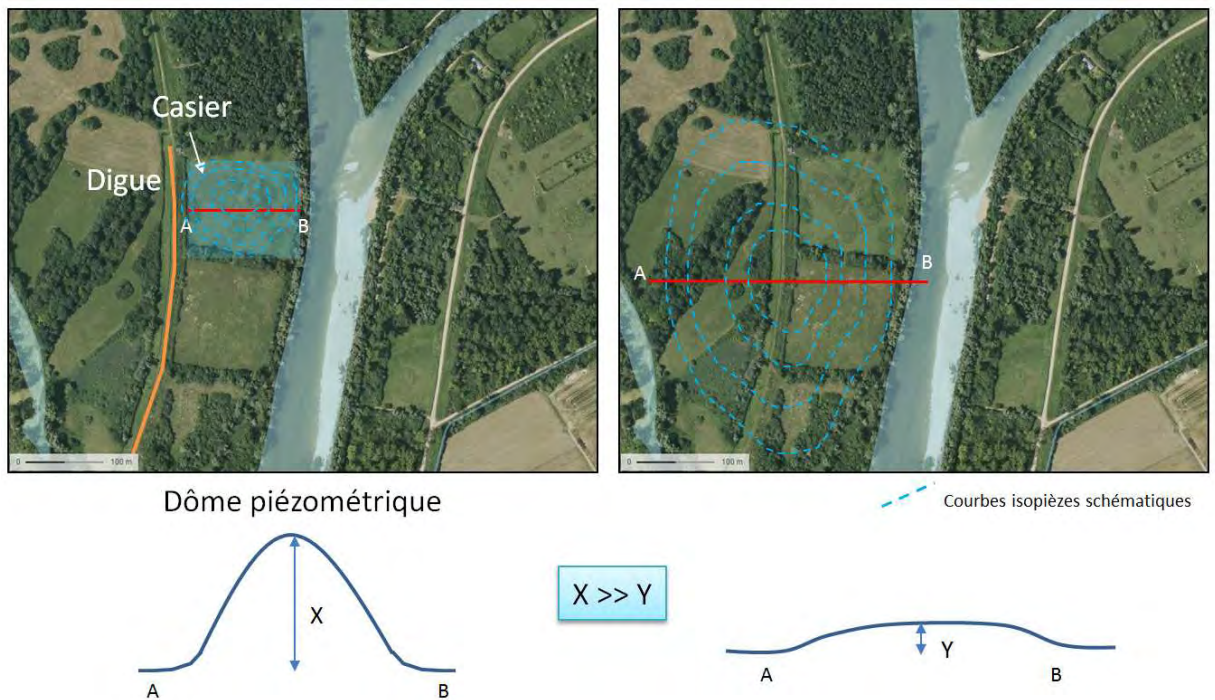 Casier
Digue
A
B
0
100 m
A
B
0
100 m
Dôme piézométrique
Courbes isopièzes schématiques
X
X >> Y
Y
A
B
A
B